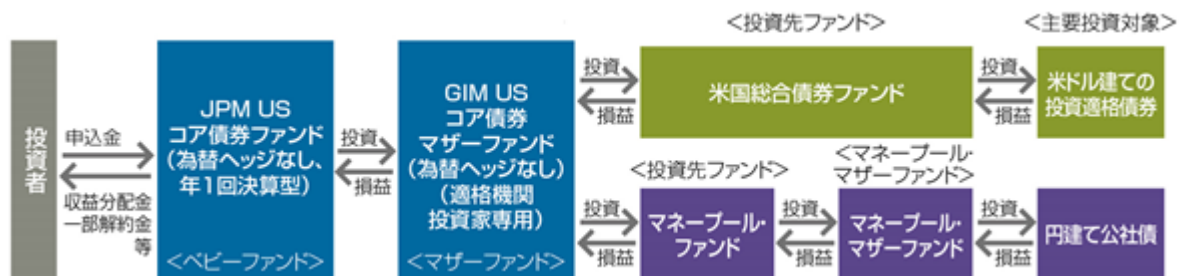 投資者
申込金
収益分配金
一部解約金
等
JPM US
コア債券ファンド
(為替ヘッジなし、
年1回決算型)
<ベビーファンド>
投資
損益
GIM US
コア債券
マザーファンド
(為替ヘッジなし)
(適格機関
投資家専用)
<マザーファンド>
投資
損益
<投資先ファンド>
米国総合債券ファンド
投資
損益
<主要投資対象>
米ドル建ての
投資適格債券
投資
損益
<投資先ファンド>
マネープール・
ファンド
投資
損益
<マネープール・
マザーファンド>
マネープール・
マザーファンド
投資
損益
円建て公社債